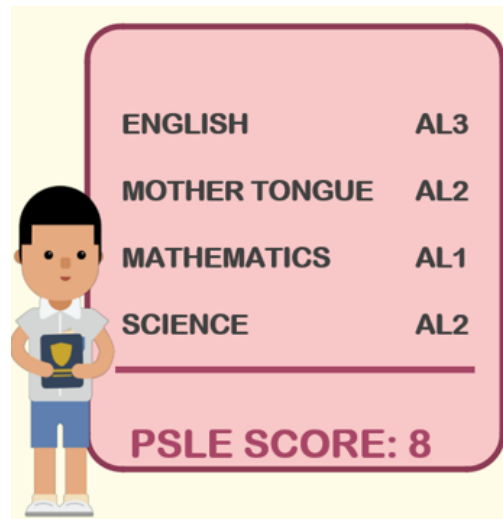 ENGLISH AL3
MOTHER TONGUE AL2
MATHEMATICS AL1
SCIENCE AL2
PSLE SCORE: 8